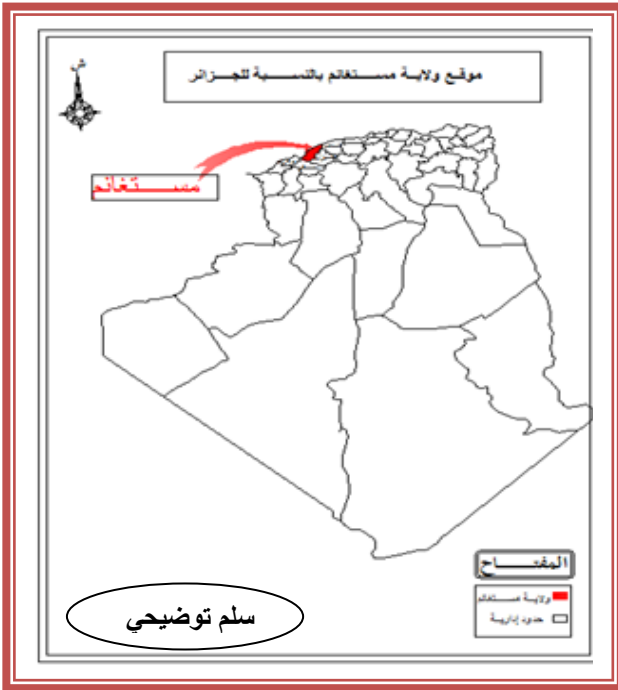 موقع ولاية مستغانم بالنسبة للجزائر
ش
مستغانم
المفتاح
ولاية مستغانم
حدود إدارية
سلم توضيحي